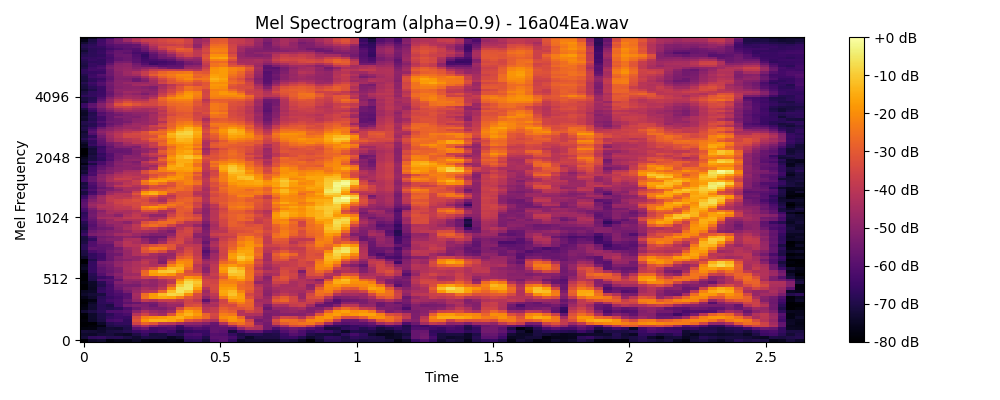 Mel Spectrogram (alpha=0.9) - 16a04Ea.wav
Mel Frequency
4096
2048
1024
512
0
0
0.5
1
1.5
2
2.5
Time
+0 dB
-10 dB
-20 dB
-30 dB
-40 dB
-50 dB
-60 dB
-70 dB
-80 dB